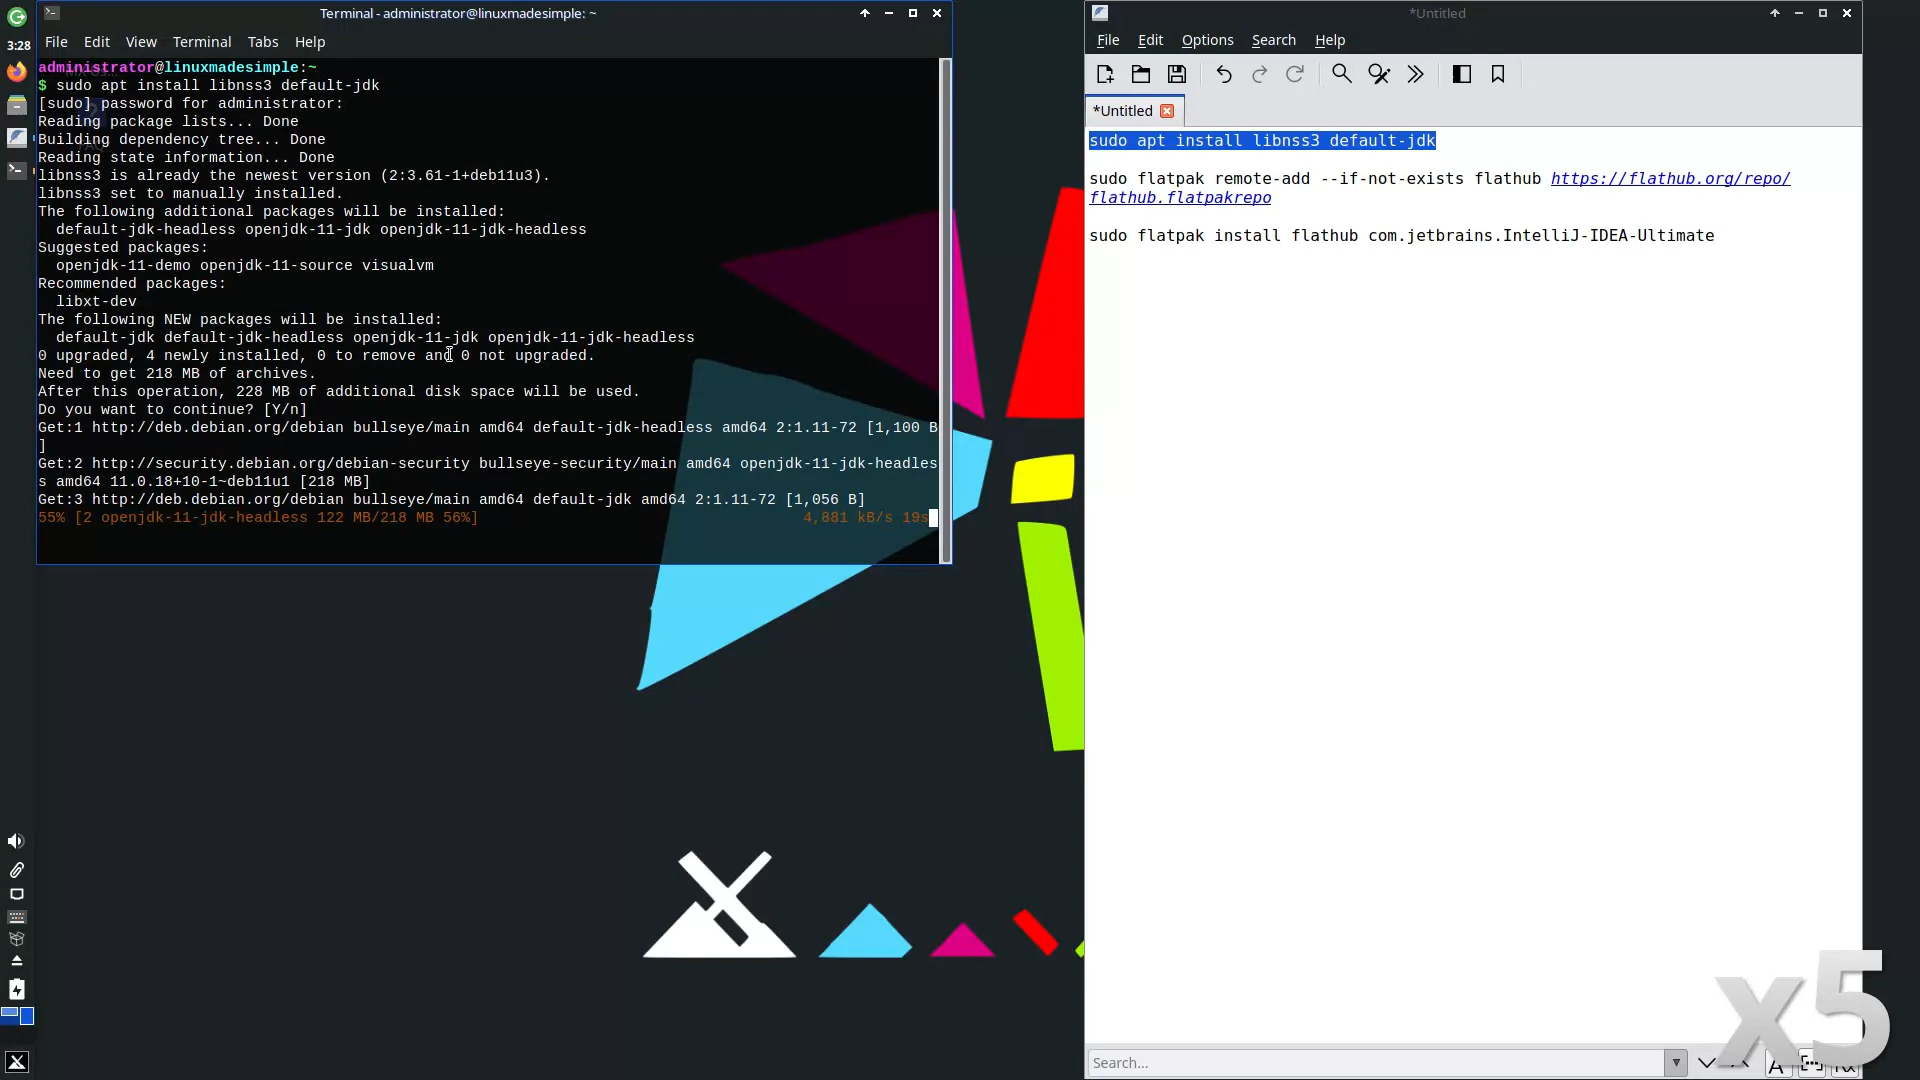 Terminal - administrator@linuxmadesimple: ~
File Edit View Terminal Tabs Help
3:28
administrator@linuxmadesimple:~
$ sudo apt install libnss3 default-jdk
[sudo] password for administrator:
Reading package lists... Done
Building dependency tree... Done
Reading state information... Done
libnss3 is already the newest version (2:3.61-1+deb11u3).
libnss3 set to manually installed.
The following additional packages will be installed:
  default-jdk-headless openjdk-11-jdk openjdk-11-jdk-headless
Suggested packages:
  openjdk-11-demo openjdk-11-source visualvm
Recommended packages:
  libxt-dev
The following NEW packages will be installed:
  default-jdk default-jdk-headless openjdk-11-jdk openjdk-11-jdk-headless
0 upgraded, 4 newly installed, 0 to remove and 0 not upgraded.
Need to get 218 MB of archives.
After this operation, 228 MB of additional disk space will be used.
Do you want to continue? [Y/n]
Get:1 http://deb.debian.org/debian bullseye/main amd64 default-jdk-headless amd64 2:1.11-72 [1,100 B
]
Get:2 http://security.debian.org/debian-security bullseye-security/main amd64 openjdk-11-jdk-headles
s amd64 11.0.18+10-1~deb11u1 [218 MB]
Get:3 http://deb.debian.org/debian bullseye/main amd64 default-jdk amd64 2:1.11-72 [1,056 B]
55% [2 openjdk-11-jdk-headless 122 MB/218 MB 56%] 4,881 kB/s 19s
*Untitled
File Edit Options Search Help
*Untitled
sudo apt install libnss3 default-jdk
sudo flatpak remote-add --if-not-exists flathub https://flathub.org/repo/
flathub.flatpakrepo
sudo flatpak install flathub com.jetbrains.IntelliJ-IDEA-Ultimate
Search...
x5